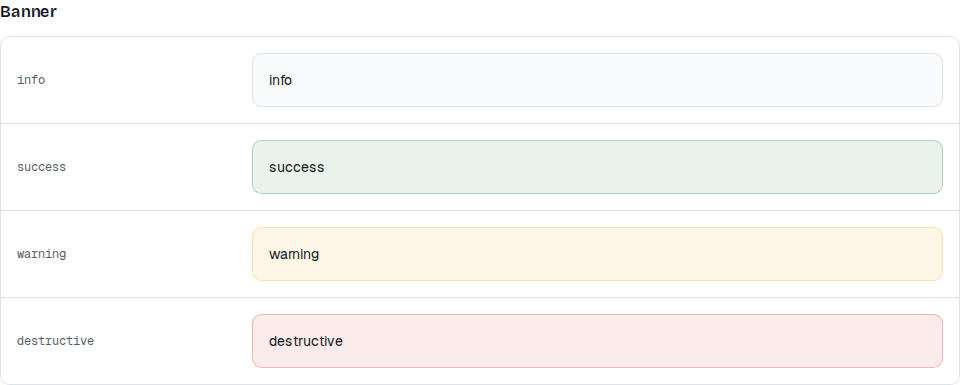 Banner
info info
success success
warning warning
destructive destructive